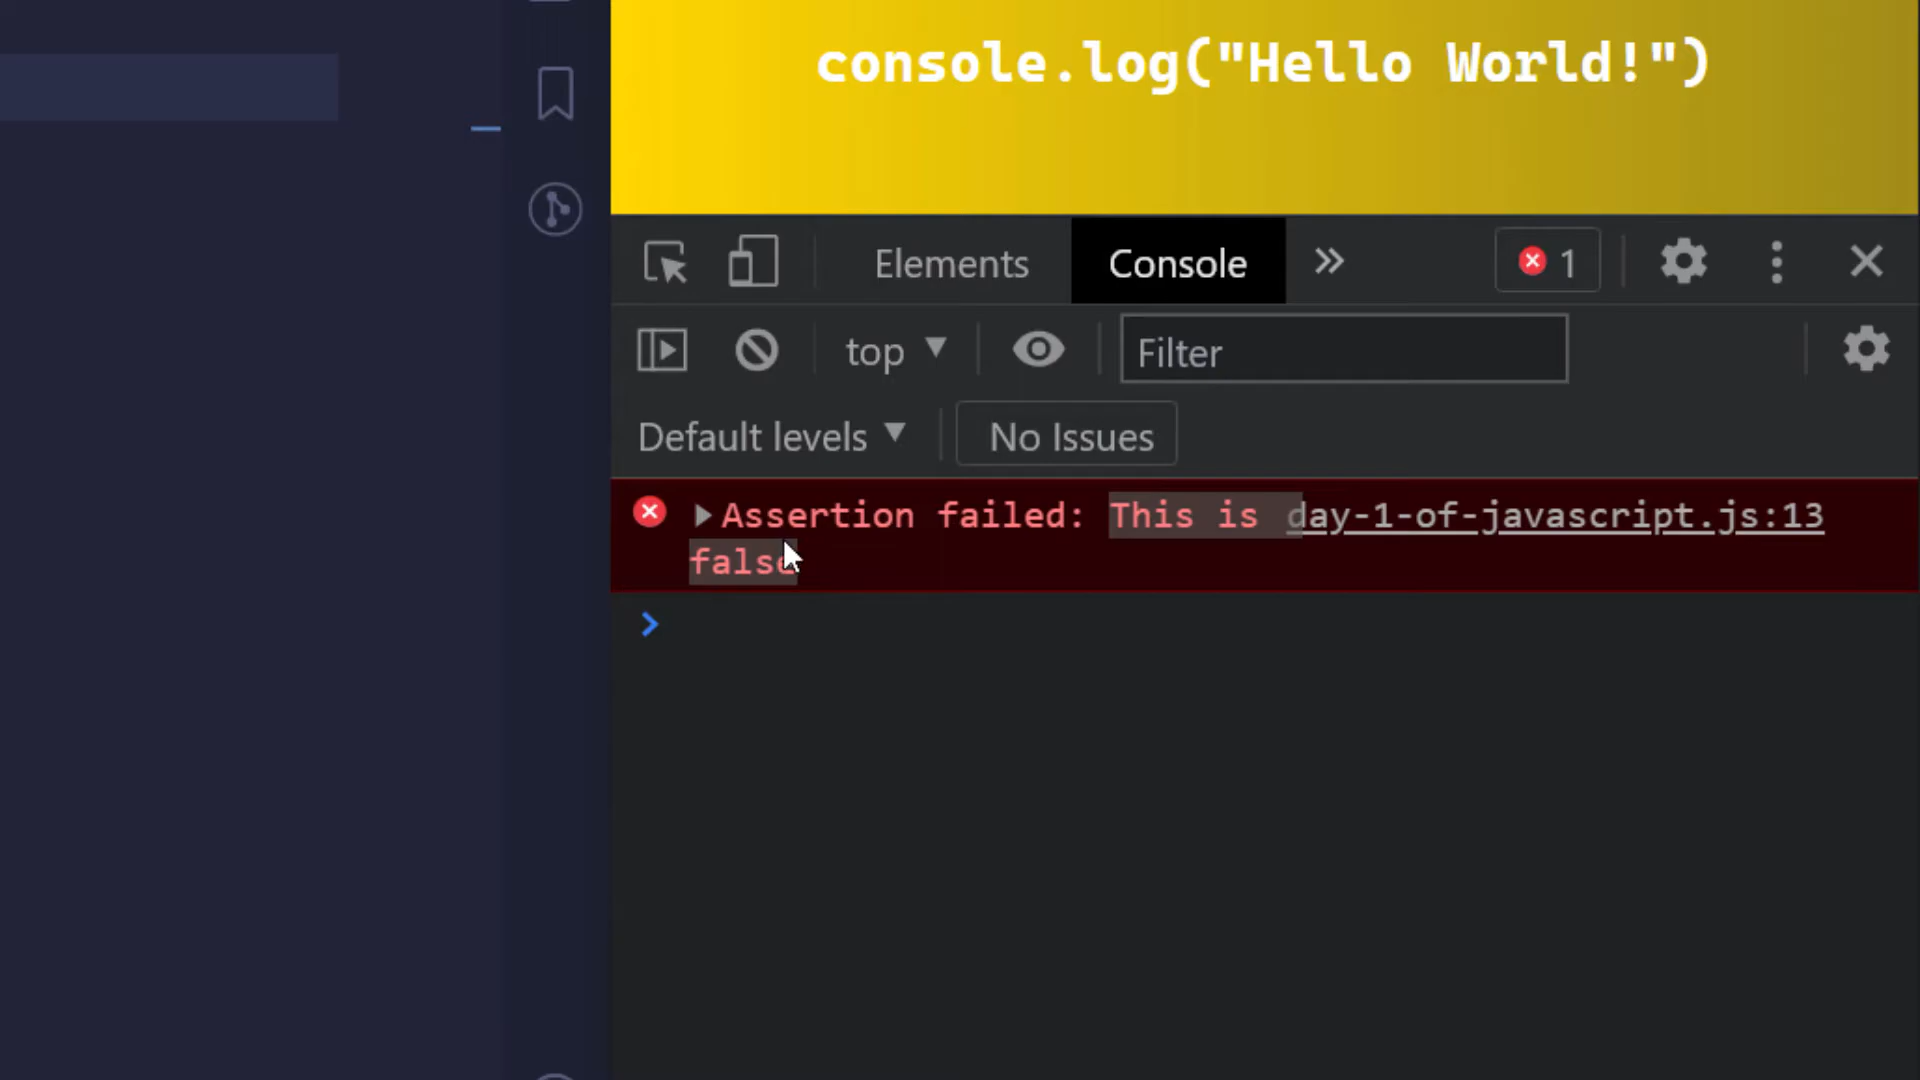 console.log("Hello World!")
Elements Console 1
top Filter
Default levels No Issues
Assertion failed: This is day-1-of-javascript.js:13
false